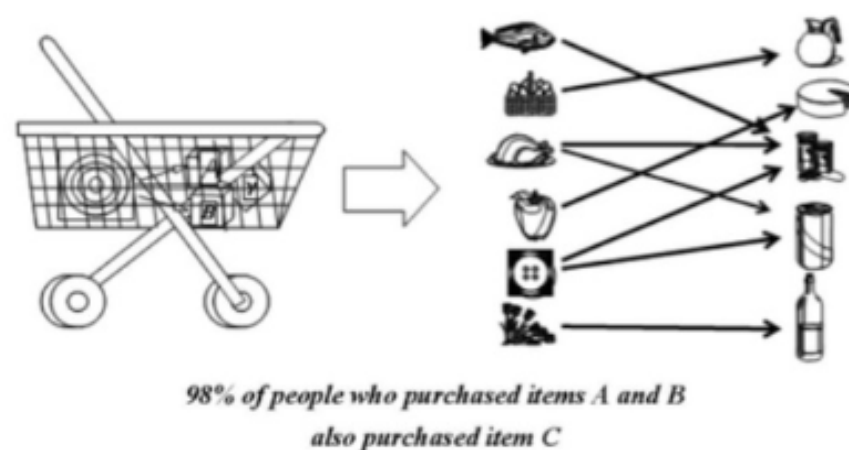 A
B
98% of people who purchased items A and B
also purchased item C